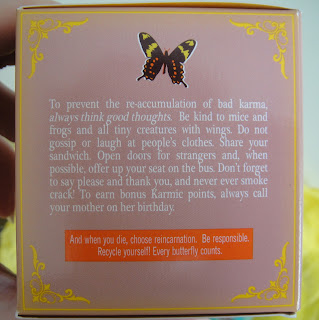 To prevent the re-accumulation of bad karma,
always think good thoughts. Be kind to mice and
frogs and all tiny creatures with wings. Do not
gossip or laugh at people's clothes. Share your
sandwich. Open doors for strangers and, when
possible, offer up your seat on the bus. Don't forget
to say please and thank you, and never ever smoke
crack! To earn bonus Karmic points, always call
your mother on her birthday.
And when you die, choose reincarnation. Be responsible.
Recycle yourself! Every butterfly counts.